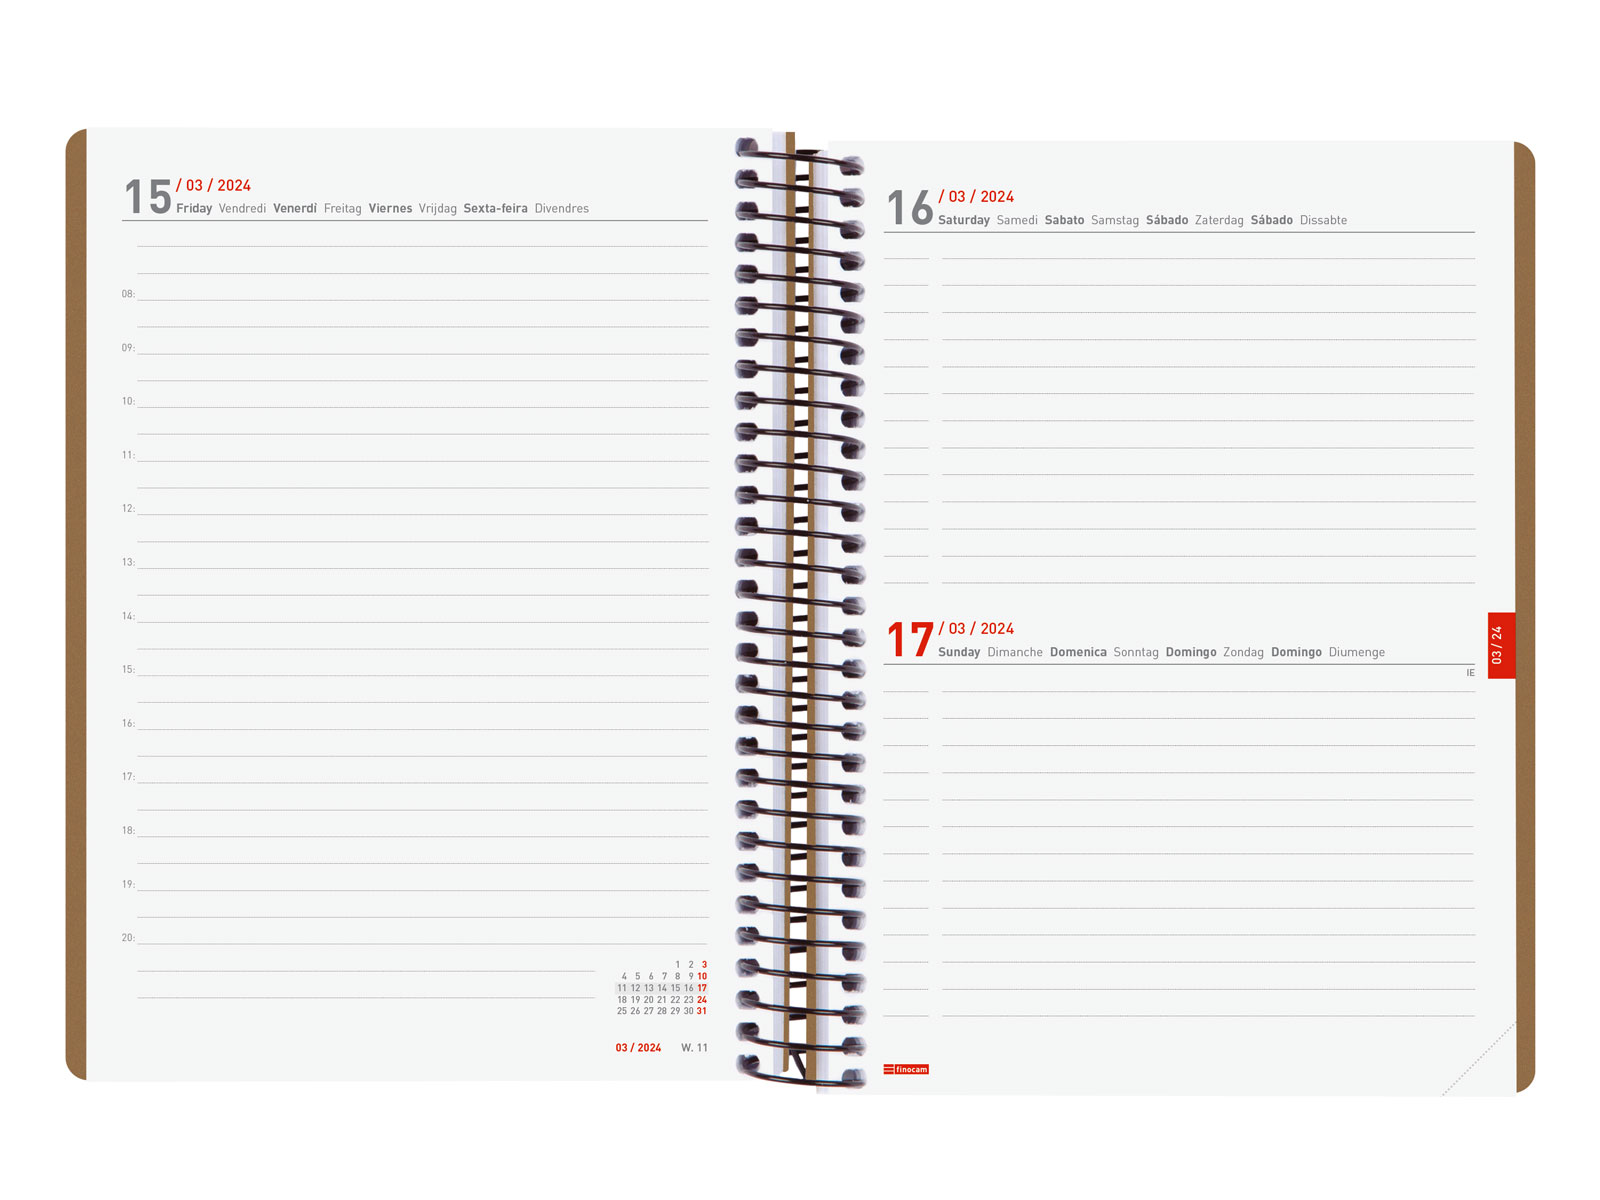 15 / 03 / 2024
Friday Vendredi Venerdí Freitag Viernes Vrijdag Sexta-feira Divendres
08:
09:
10:
11:
12:
13:
14:
15:
16:
17:
18:
19:
20:
1 2 3
4 5 6 7 8 9 10
11 12 13 14 15 16 17
18 19 20 21 22 23 24
25 26 27 28 29 30 31
03 / 2024 W. 11
16 / 03 / 2024
Saturday Samedi Sabato Samstag Sábado Zaterdag Sábado Dissabte
17 / 03 / 2024
Sunday Dimanche Domenica Sonntag Domingo Zondag Domingo Diumenge
IE
03 / 24
finocam